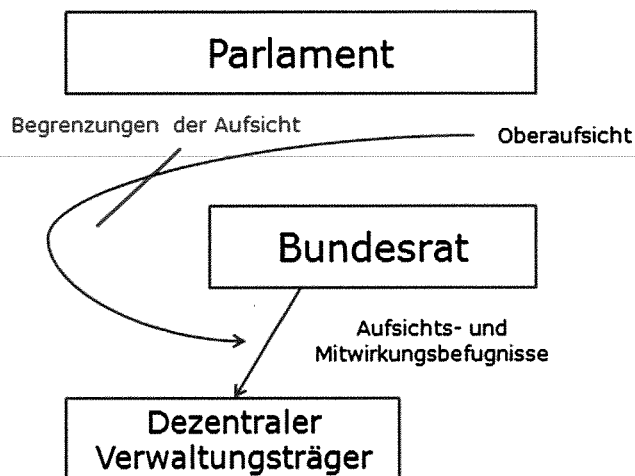 Parlament
Begrenzungen der Aufsicht
Oberaufsicht
Bundesrat
Aufsichts- und
Mitwirkungsbefugnisse
Dezentraler
Verwaltungsträger